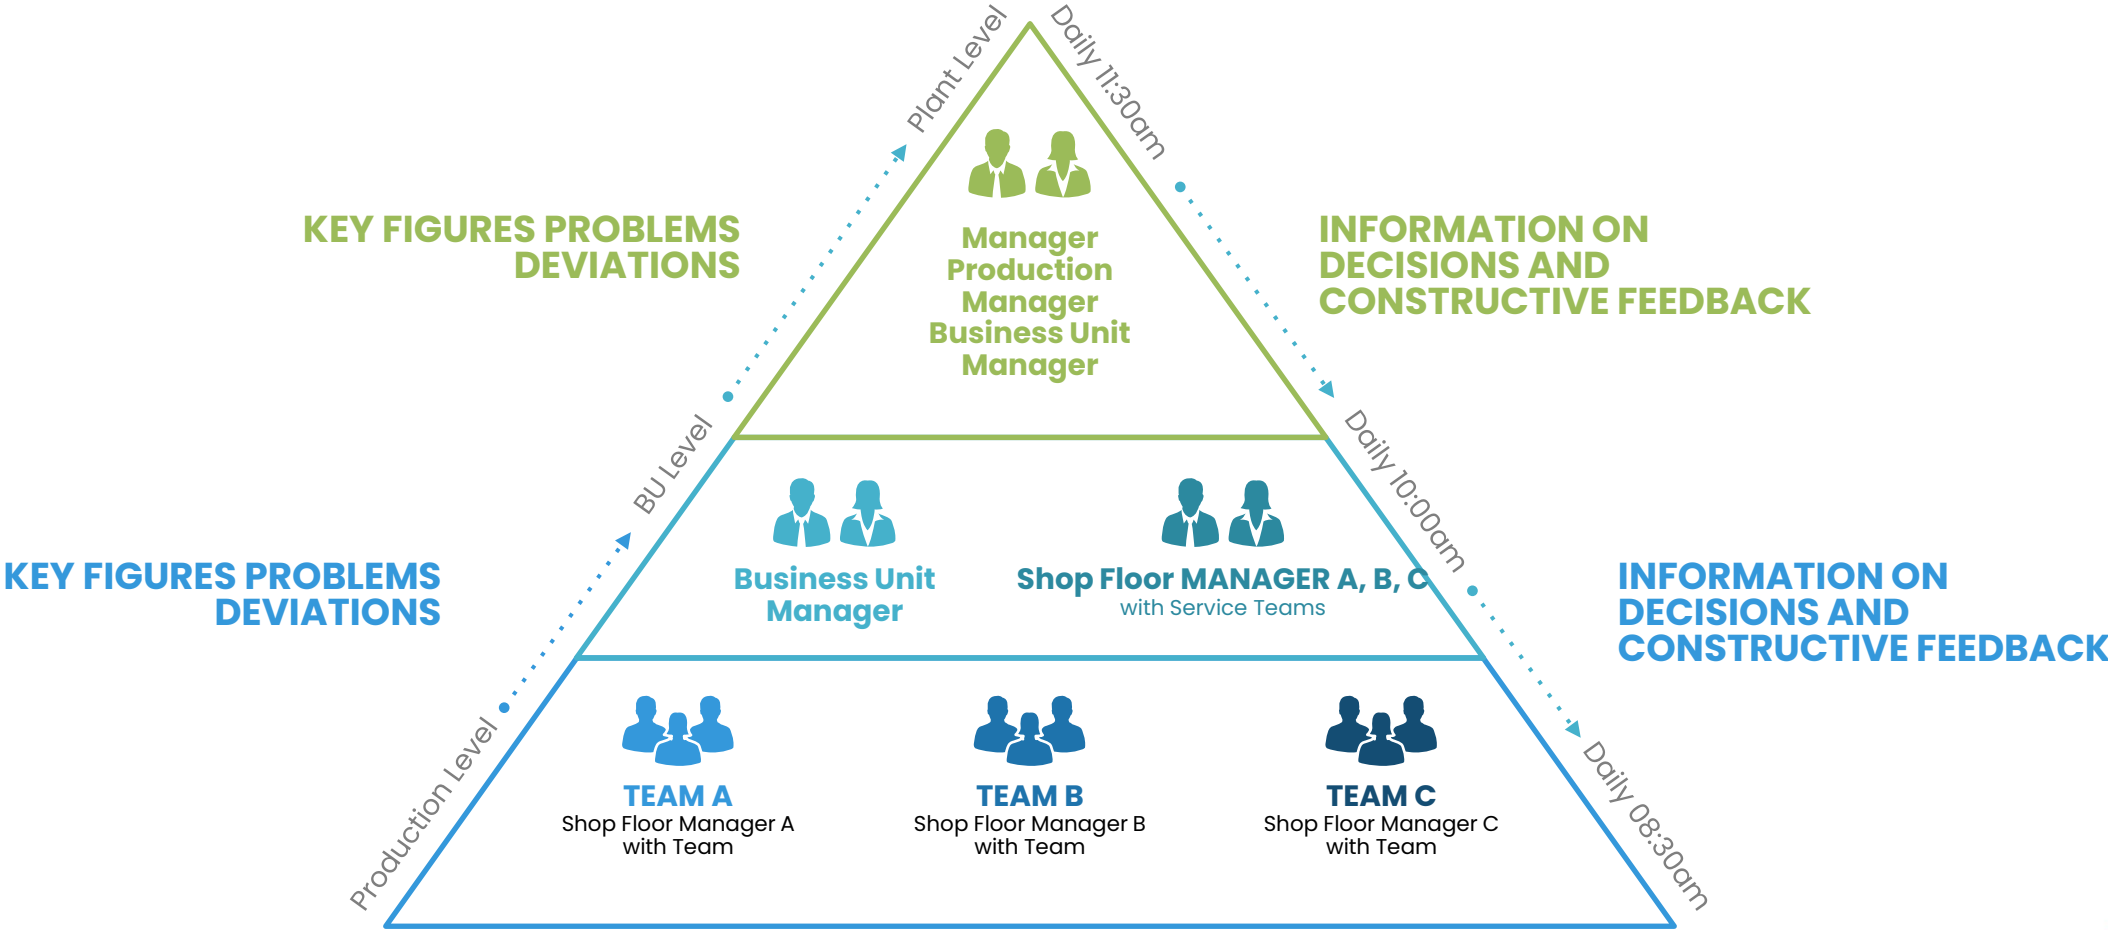 Plant Level
Daily 11:30am
KEY FIGURES PROBLEMS
DEVIATIONS
Manager
Production
Manager
Business Unit
Manager
INFORMATION ON
DECISIONS AND
CONSTRUCTIVE FEEDBACK
BU Level
Daily 10:00am
KEY FIGURES PROBLEMS
DEVIATIONS
Business Unit
Manager
Shop Floor MANAGER A, B, C
with Service Teams
INFORMATION ON
DECISIONS AND
CONSTRUCTIVE FEEDBACK
Production Level
Daily 08:30am
TEAM A
Shop Floor Manager A
with Team
TEAM B
Shop Floor Manager B
with Team
TEAM C
Shop Floor Manager C
with Team